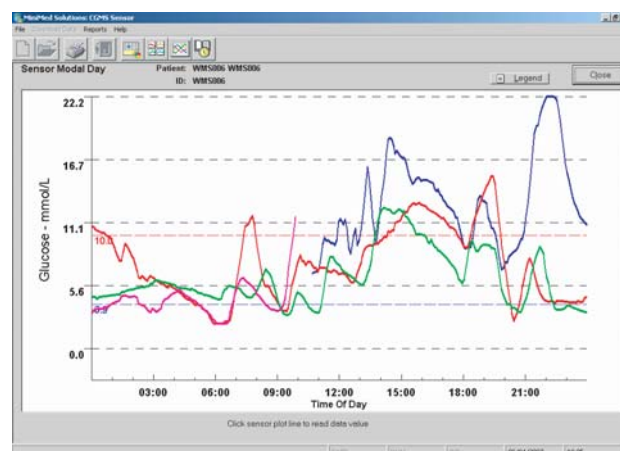 MiniMed Solutions: CGMS Sensor
File Download Data Reports Help
Sensor Modal Day
Patient: WMS006 WMS006
ID: WMS006
Legend
Close
Glucose - mmol/L
22.2
16.7
11.1
10.0
5.6
3.9
0.0
03:00 06:00 09:00 12:00 15:00 18:00 21:00
Time Of Day
Click sensor plot line to read data value